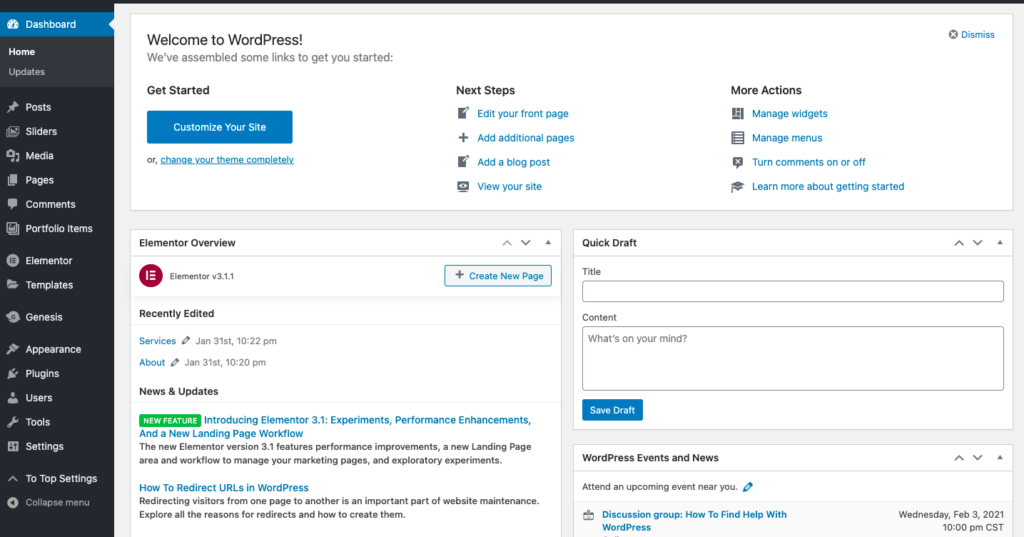 Dashboard
Home
Updates
Posts
Sliders
Media
Pages
Comments
Portfolio Items
Elementor
Templates
Genesis
Appearance
Plugins
Users
Tools
Settings
To Top Settings
Collapse menu
Welcome to WordPress!
Dismiss
We've assembled some links to get you started:
Get Started
Customize Your Site
or, change your theme completely
Next Steps
Edit your front page
Add additional pages
Add a blog post
View your site
More Actions
Manage widgets
Manage menus
Turn comments on or off
Learn more about getting started
Elementor Overview
Elementor v3.1.1
Create New Page
Recently Edited
Services Jan 31st, 10:22 pm
About Jan 31st, 10:20 pm
News & Updates
NEW FEATURE Introducing Elementor 3.1: Experiments, Performance Enhancements,
And a New Landing Page Workflow
The new Elementor version 3.1 features performance improvements, a new Landing Page
area and workflow to manage your marketing pages, and exploratory experiments.
How To Redirect URLs in WordPress
Redirecting visitors from one page to another is an important part of website maintenance.
Explore all the reasons for redirects and how to create them.
Quick Draft
Title
Content
What's on your mind?
Save Draft
WordPress Events and News
Attend an upcoming event near you.
Discussion group: How To Find Help With
WordPress
Wednesday, Feb 3, 2021
10:00 pm CST